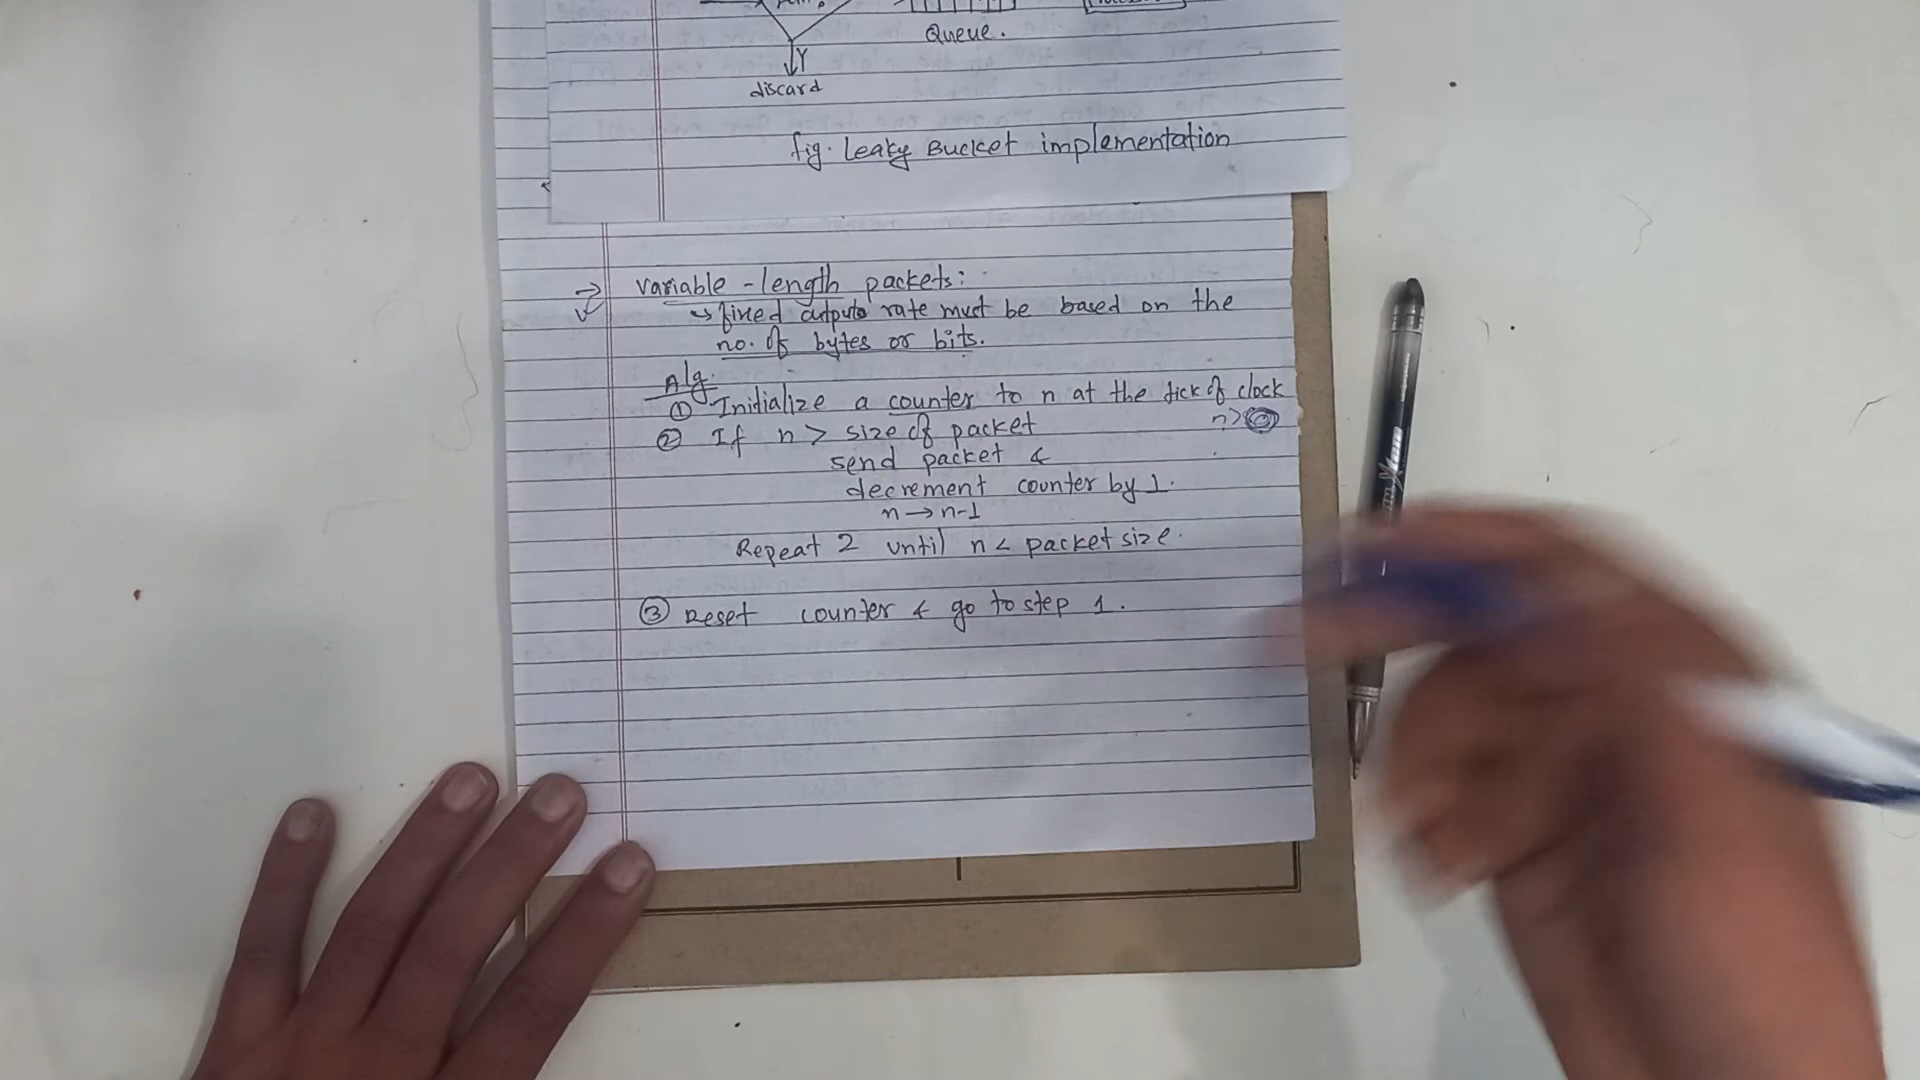 Queue.
Y
discard
fig. Leaky Bucket implementation
variable-length packets:
↳ fixed output rate must be based on the
no. of bytes or bits.
Alg.
① Initialize a counter to n at the tick of clock
n>
② If n > size of packet
send packet &
decrement counter by 1.
n → n-1
Repeat 2 until n < packet size.
③ Reset counter & go to step 1.